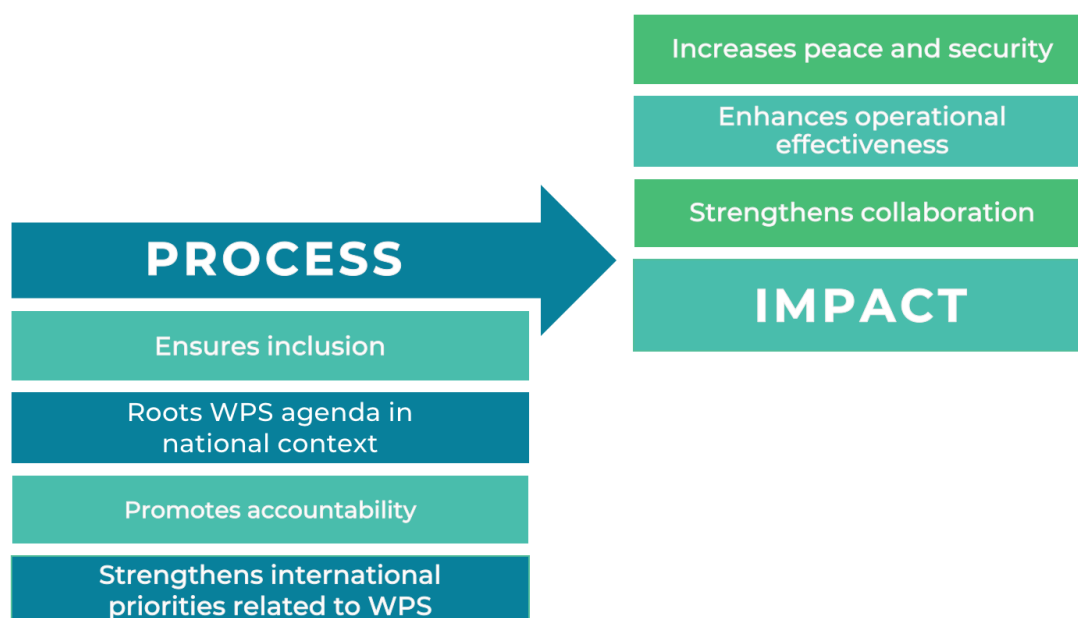 Increases peace and security
Enhances operational
effectiveness
Strengthens collaboration
IMPACT
PROCESS
Ensures inclusion
Roots WPS agenda in
national context
Promotes accountability
Strengthens international
priorities related to WPS